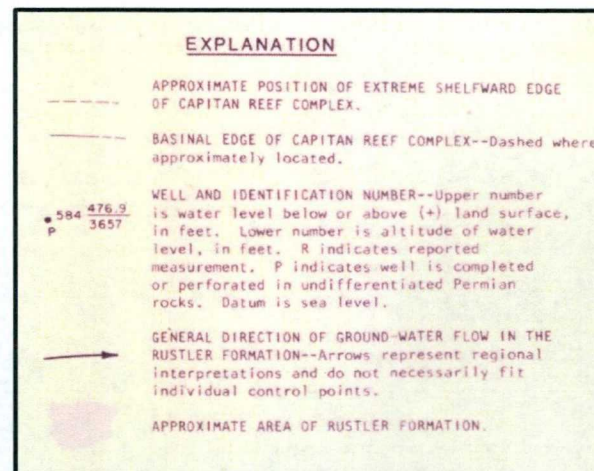 EXPLANATION
APPROXIMATE POSITION OF EXTREME SHELFWARD EDGE
OF CAPITAN REEF COMPLEX.
BASINAL EDGE OF CAPITAN REEF COMPLEX--Dashed where
approximately located.
584 476.9
P 3657
WELL AND IDENTIFICATION NUMBER--Upper number
is water level below or above (+) land surface,
in feet. Lower number is altitude of water
level, in feet. R indicates reported
measurement. P indicates well is completed
or perforated in undifferentiated Permian
rocks. Datum is sea level.
GENERAL DIRECTION OF GROUND-WATER FLOW IN THE
RUSTLER FORMATION--Arrows represent regional
interpretations and do not necessarily fit
individual control points.
APPROXIMATE AREA OF RUSTLER FORMATION.